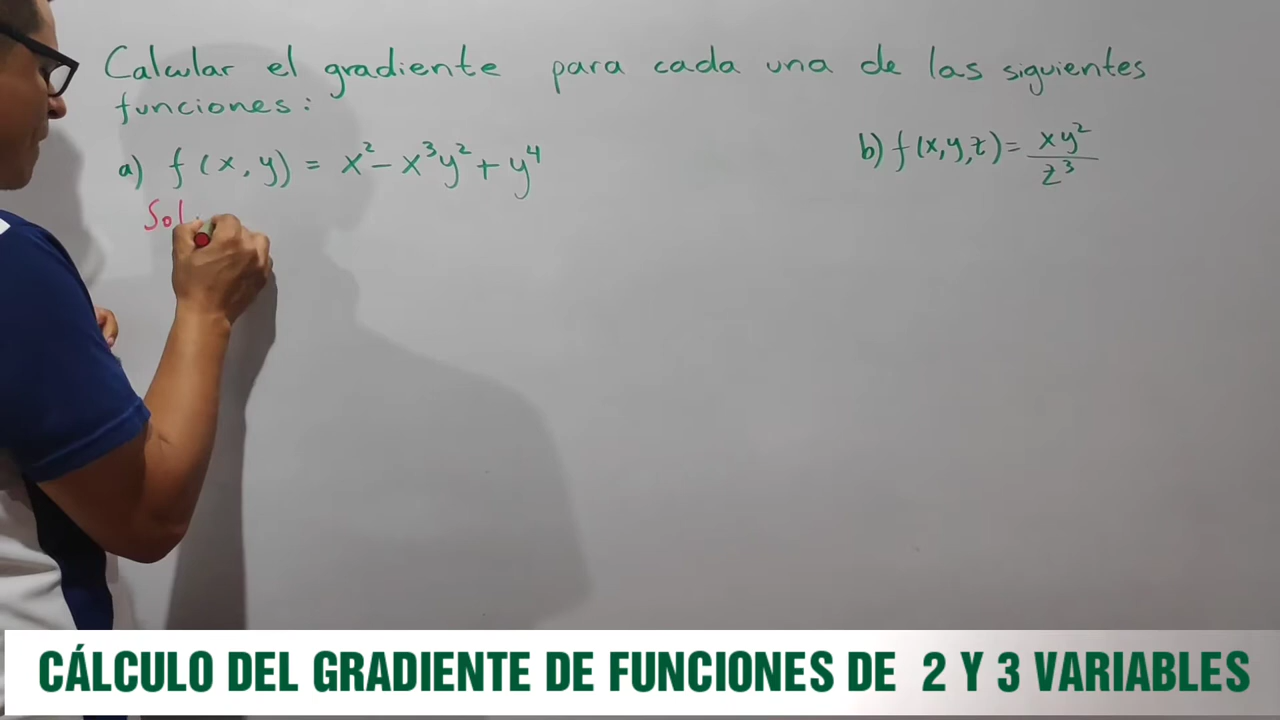 Calcular el gradiente para cada una de las siguientes
funciones:
a) f(x,y) = x² - x³y² + y⁴
b) f(x,y,z) = xy²/z³
Sol
CÁLCULO DEL GRADIENTE DE FUNCIONES DE 2 Y 3 VARIABLES